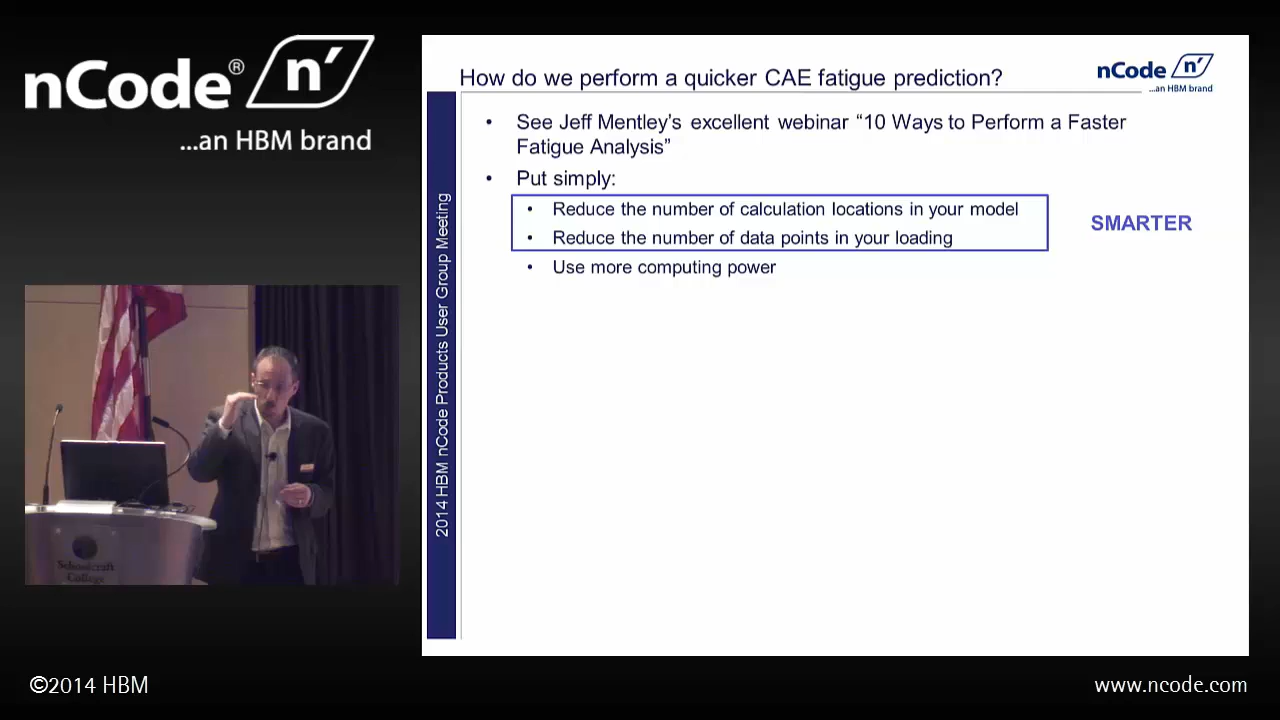 nCode® n'
...an HBM brand
How do we perform a quicker CAE fatigue prediction?
nCode n'
...an HBM brand
• See Jeff Mentley’s excellent webinar “10 Ways to Perform a Faster
Fatigue Analysis”
• Put simply:
• Reduce the number of calculation locations in your model
• Reduce the number of data points in your loading
SMARTER
• Use more computing power
2014 HBM nCode Products User Group Meeting
Schoolcraft
College
©2014 HBM
www.ncode.com